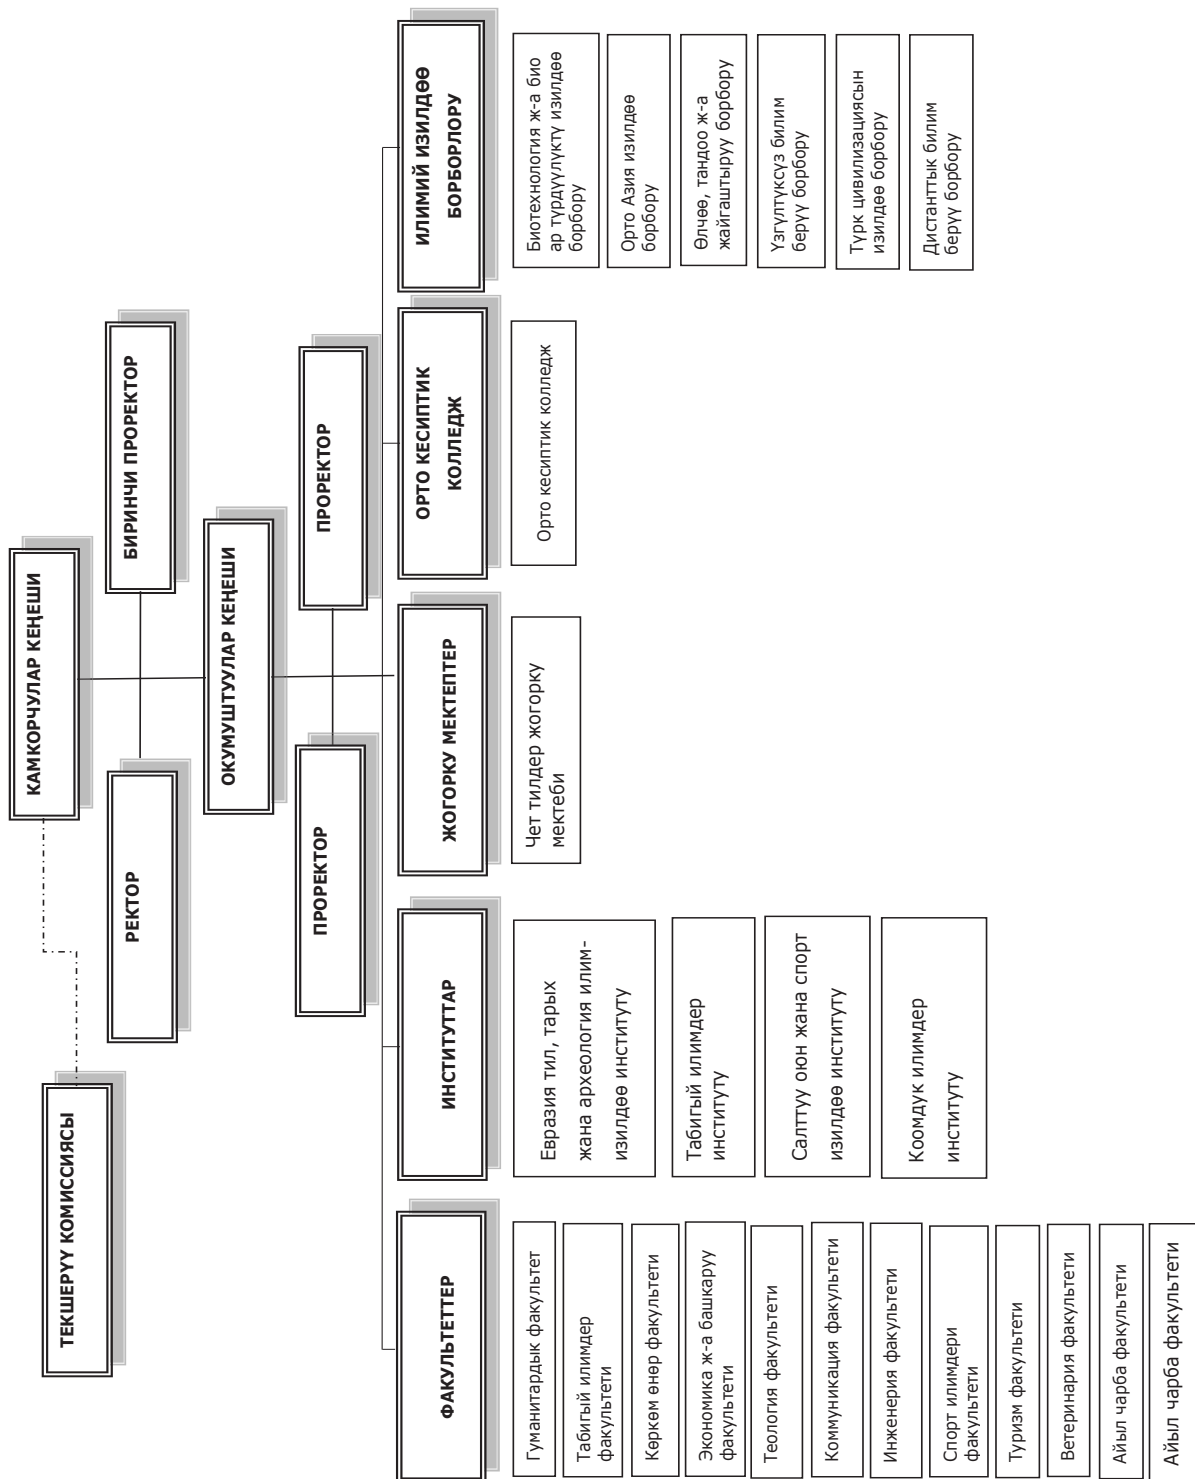 КАМКОРЧУЛАР КЕҢЕШИ
ТЕКШЕРҮҮ КОМИССИЯСЫ
РЕКТОР
БИРИНЧИ ПРОРЕКТОР
ОКУМУШТУУЛАР КЕҢЕШИ
ПРОРЕКТОР
ПРОРЕКТОР
ФАКУЛЬТЕТТЕР
Гуманитардык факультет
Табигый илимдер
факультети
Көркөм өнөр факультети
Экономика ж-а башкаруу
факультети
Теология факультети
Коммуникация факультети
Инженерия факультети
Спорт илимдери
факультети
Туризм факультети
Ветеринария факультети
Айыл чарба факультети
Айыл чарба факультети
ИНСТИТУТТАР
Евразия тил, тарых
жана археология илим-
изилдөө институту
Табигый илимдер
институту
Салттуу оюн жана спорт
изилдөө институту
Коомдук илимдер
институту
ЖОГОРКУ МЕКТЕПТЕР
Чет тилдер жогорку
мектеби
ОРТО КЕСИПТИК
КОЛЛЕДЖ
Орто кесиптик колледж
ИЛИМИЙ ИЗИЛДӨӨ
БОРБОРЛОРУ
Биотехнология ж-а био
ар түрдүүлүктү изилдөө
борбору
Орто Азия изилдөө
борбору
Өлчөө, тандоо ж-а
жайгаштыруу борбору
Үзгүлтүксүз билим
берүү борбору
Түрк цивилизациясын
изилдөө борбору
Дистанттык билим
берүү борбору